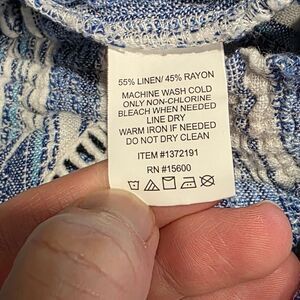 55% LINEN/ 45% RAYON
MACHINE WASH COLD
ONLY NON-CHLORINE
BLEACH WHEN NEEDED
LINE DRY
WARM IRON IF NEEDED
DO NOT DRY CLEAN
ITEM #1372191
RN #15600